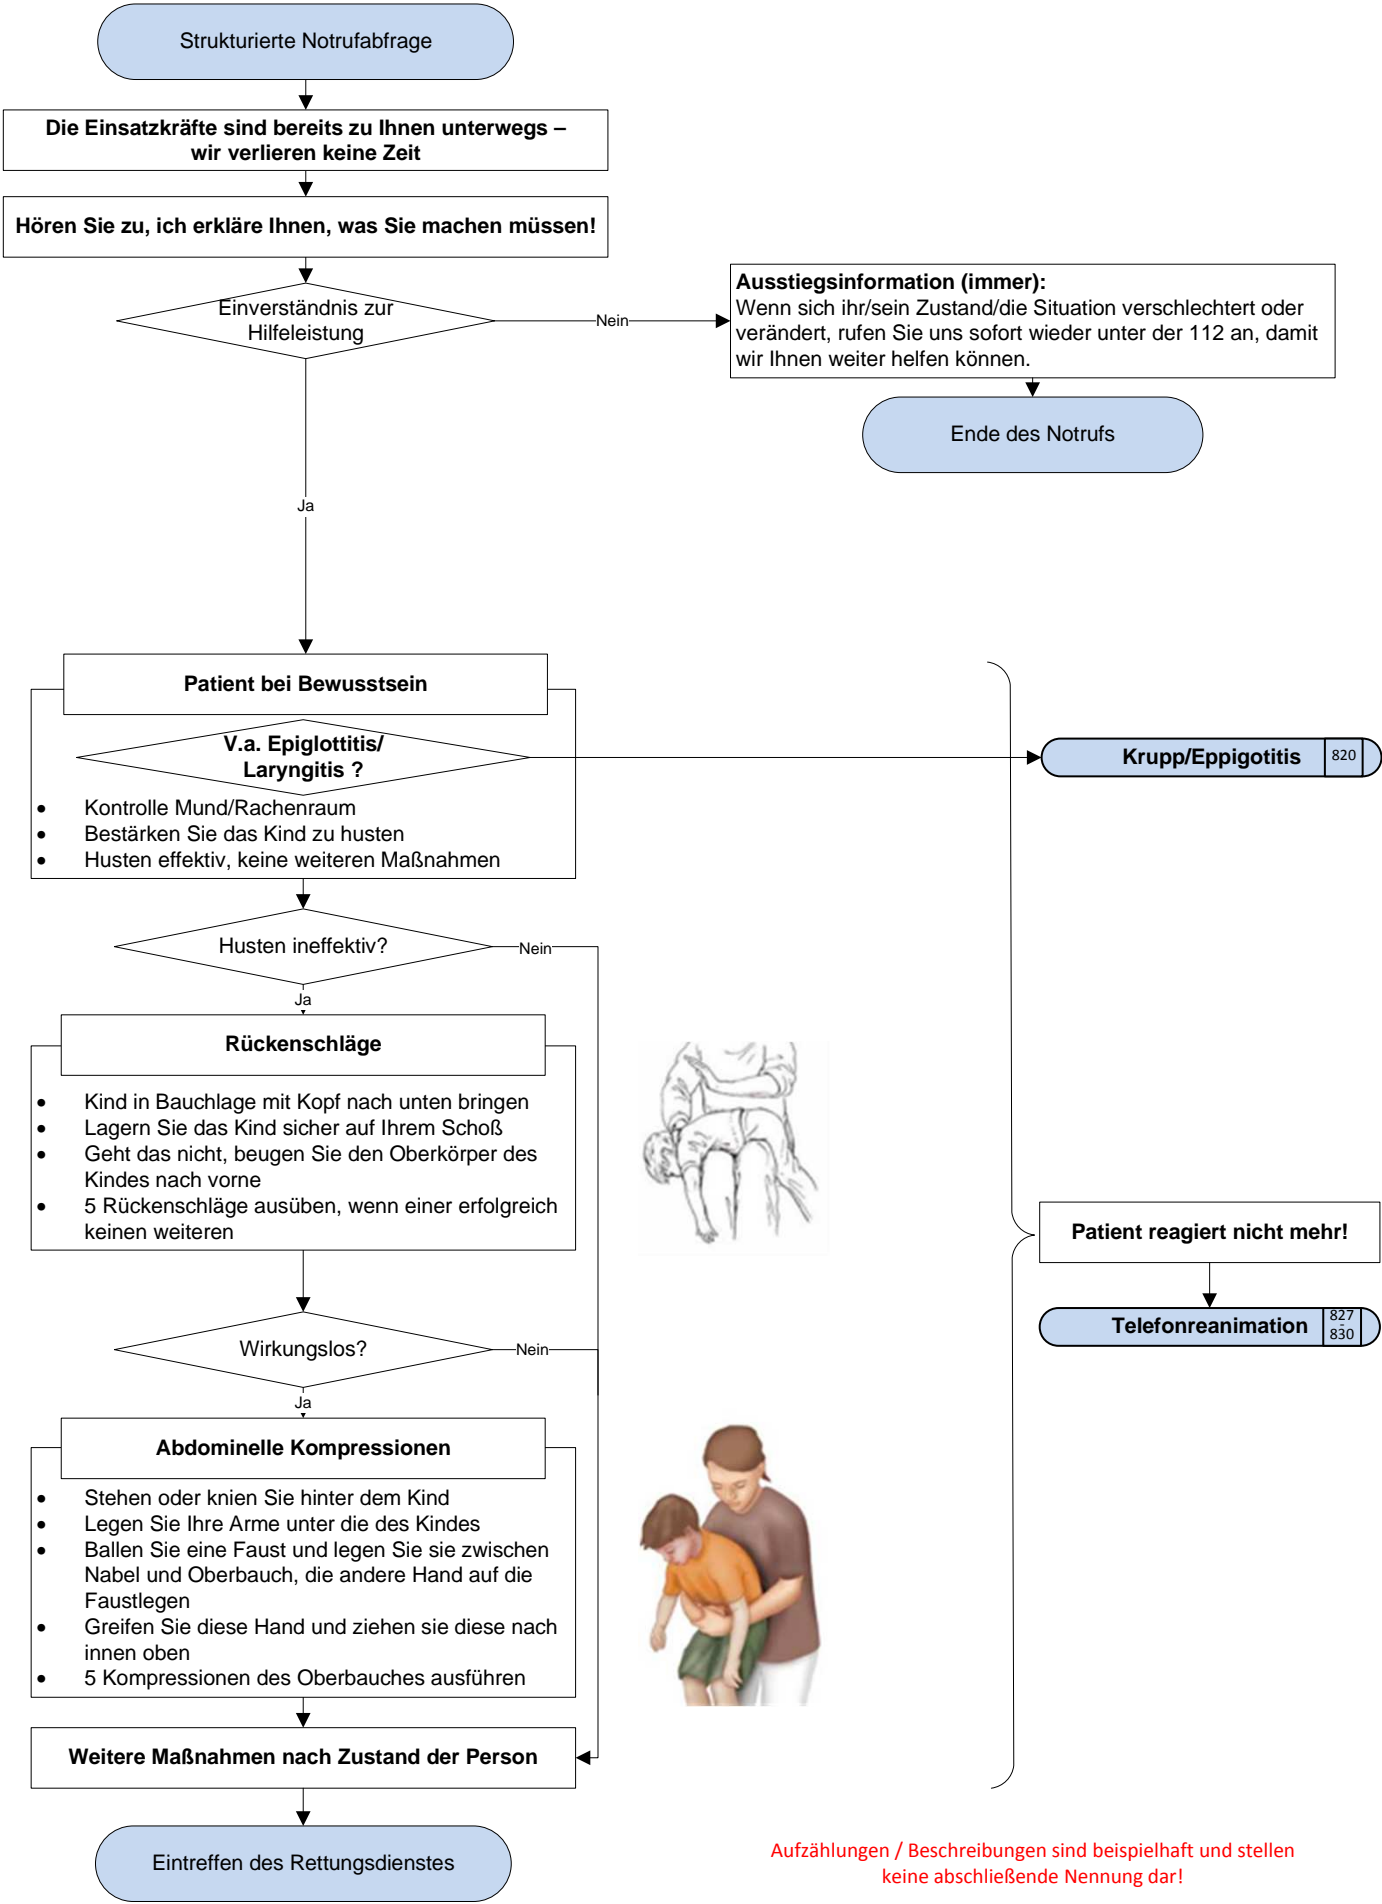 Strukturierte Notrufabfrage
Die Einsatzkräfte sind bereits zu Ihnen unterwegs –
wir verlieren keine Zeit
Hören Sie zu, ich erkläre Ihnen, was Sie machen müssen!
Einverständnis zur
Hilfeleistung
Nein
Ausstiegsinformation (immer):
Wenn sich ihr/sein Zustand/die Situation verschlechtert oder
verändert, rufen Sie uns sofort wieder unter der 112 an, damit
wir Ihnen weiter helfen können.
Ende des Notrufs
Ja
Patient bei Bewusstsein
V.a. Epiglottitis/
Laryngitis ?
Krupp/Eppigotitis 820
• Kontrolle Mund/Rachenraum
• Bestärken Sie das Kind zu husten
• Husten effektiv, keine weiteren Maßnahmen
Husten ineffektiv?
Nein
Ja
Rückenschläge
• Kind in Bauchlage mit Kopf nach unten bringen
• Lagern Sie das Kind sicher auf Ihrem Schoß
• Geht das nicht, beugen Sie den Oberkörper des
Kindes nach vorne
• 5 Rückenschläge ausüben, wenn einer erfolgreich
keinen weiteren
Patient reagiert nicht mehr!
Telefonreanimation
827
-
830
Wirkungslos?
Nein
Ja
Abdominelle Kompressionen
• Stehen oder knien Sie hinter dem Kind
• Legen Sie Ihre Arme unter die des Kindes
• Ballen Sie eine Faust und legen Sie sie zwischen
Nabel und Oberbauch, die andere Hand auf die
Faustlegen
• Greifen Sie diese Hand und ziehen sie diese nach
innen oben
• 5 Kompressionen des Oberbauches ausführen
Weitere Maßnahmen nach Zustand der Person
Eintreffen des Rettungsdienstes
Aufzählungen / Beschreibungen sind beispielhaft und stellen
keine abschließende Nennung dar!